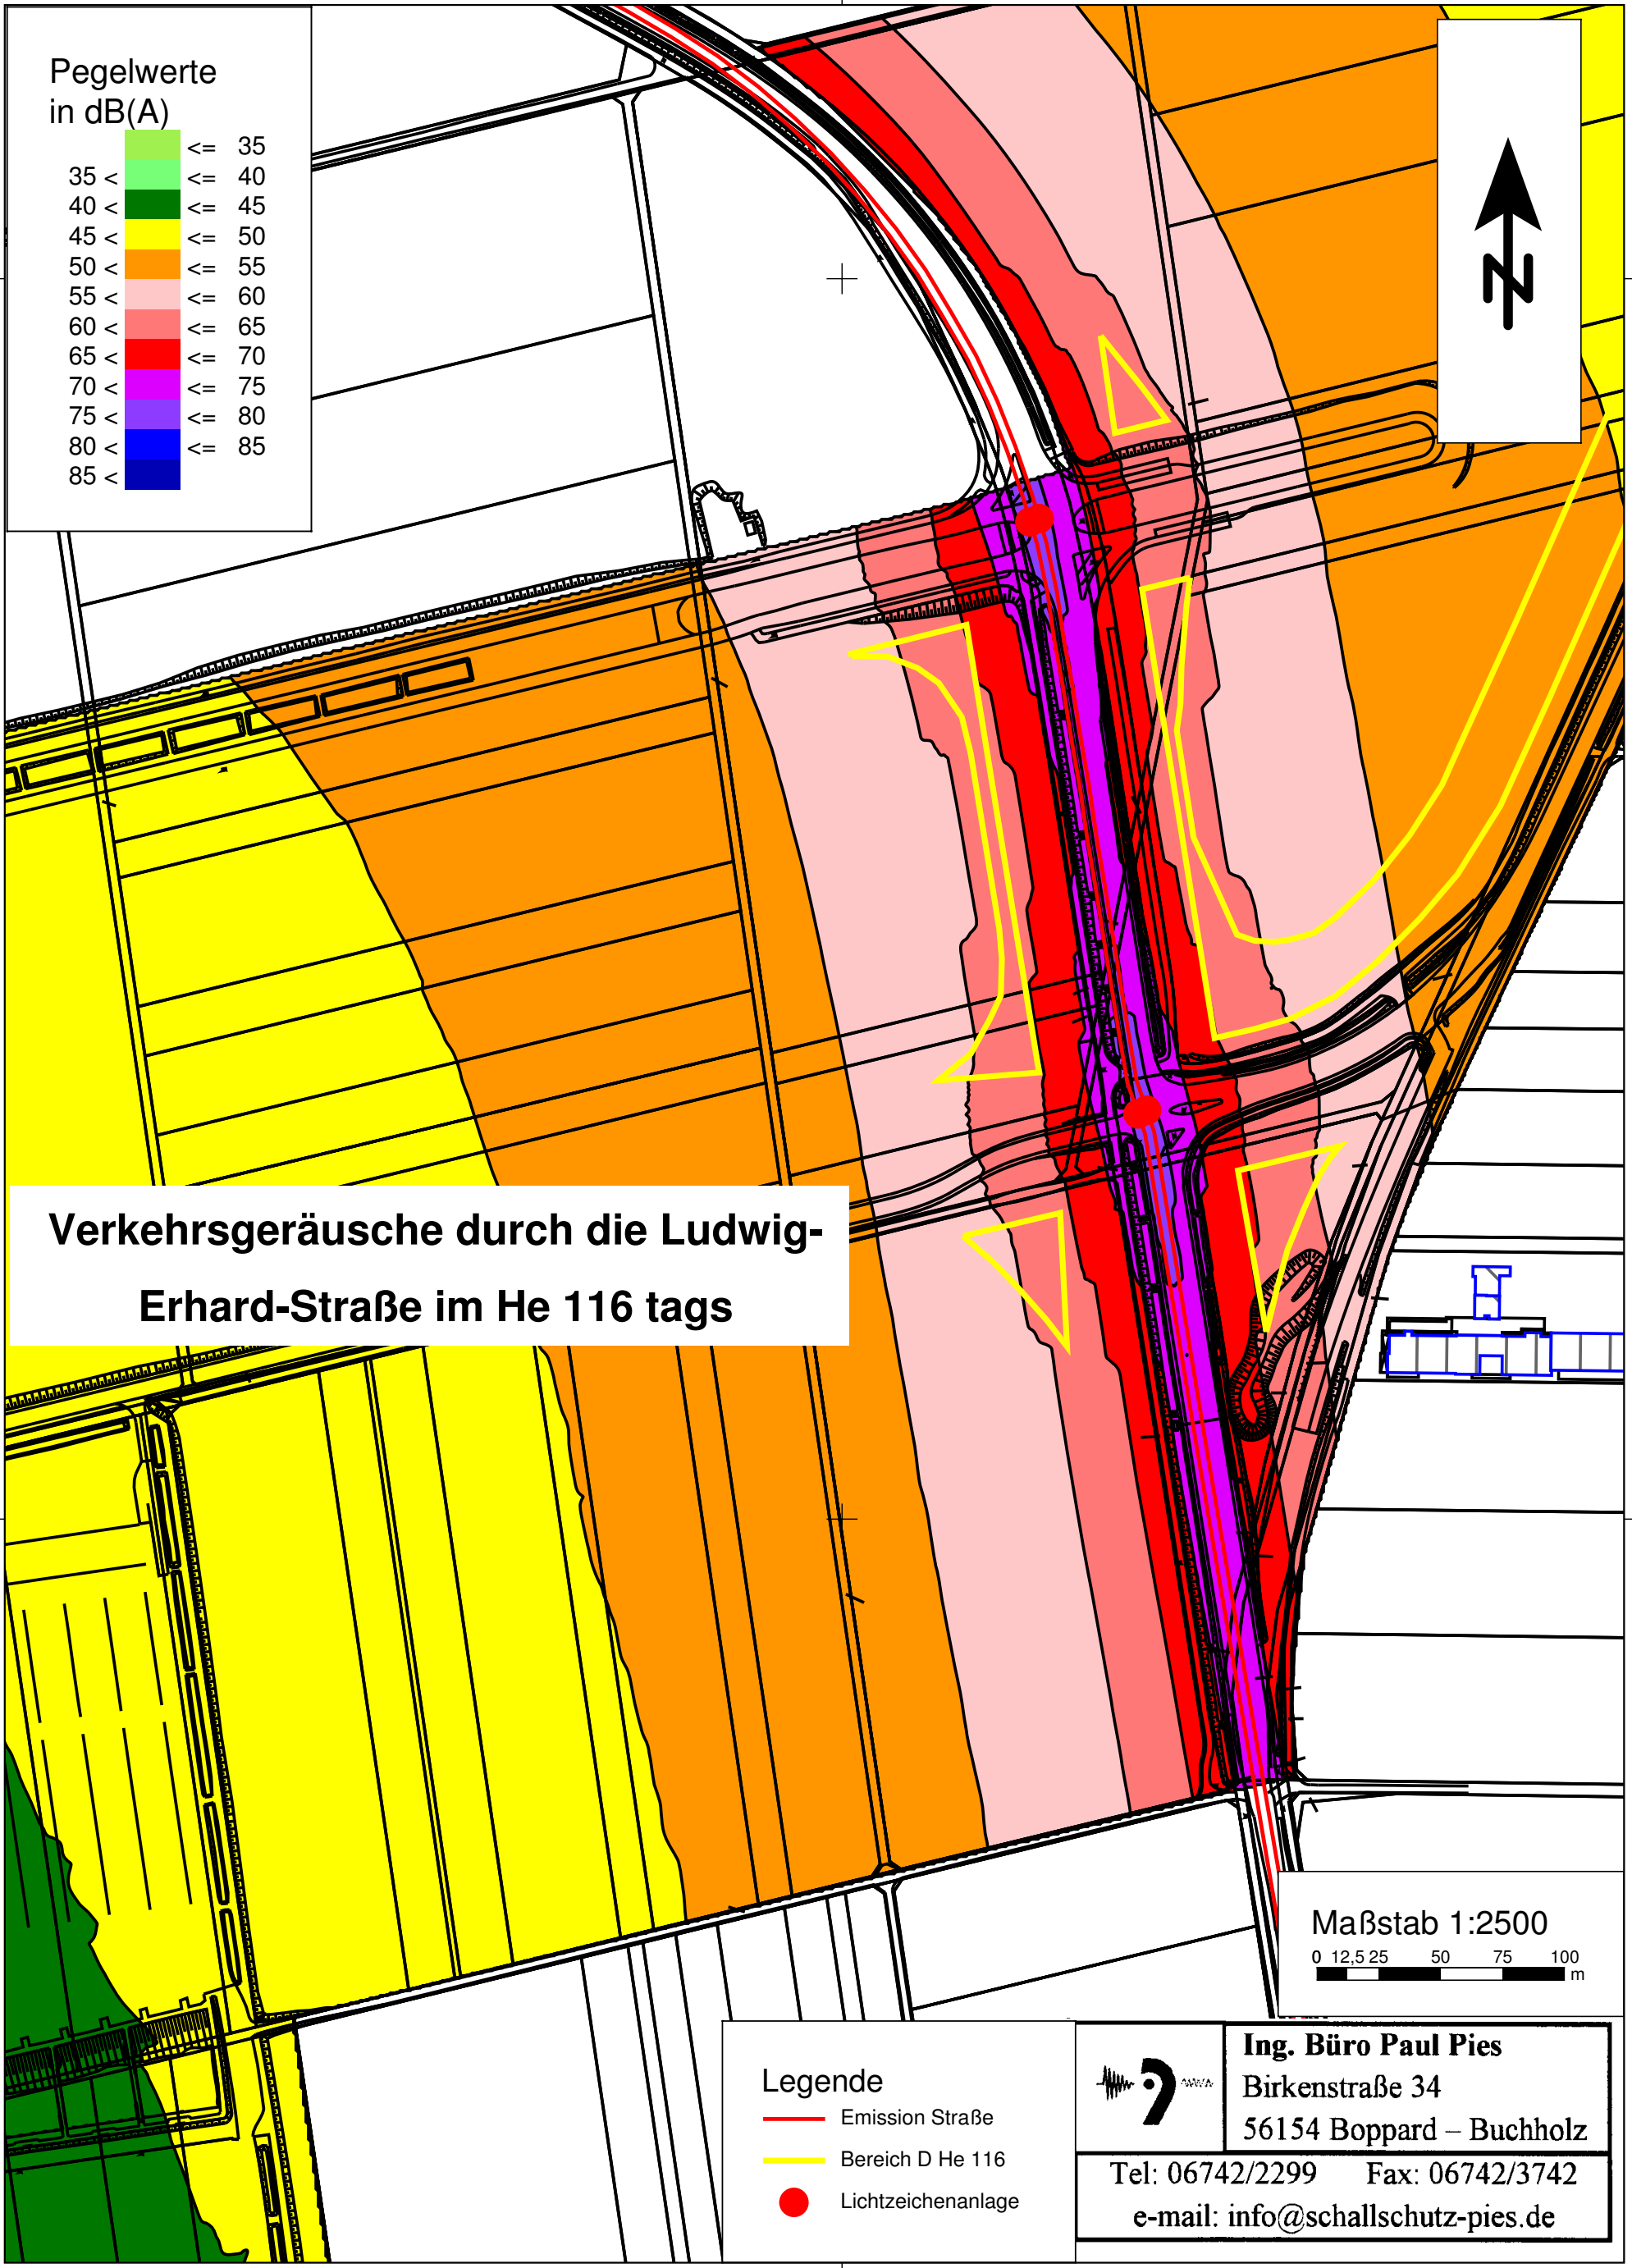 Pegelwerte
in dB(A)
<= 35
35 < <= 40
40 < <= 45
45 < <= 50
50 < <= 55
55 < <= 60
60 < <= 65
65 < <= 70
70 < <= 75
75 < <= 80
80 < <= 85
85 <
N
Verkehrsgeräusche durch die Ludwig-
Erhard-Straße im He 116 tags
Maßstab 1:2500
0 12,5 25 50 75 100
m
Legende
Emission Straße
Bereich D He 116
Lichtzeichenanlage
Ing. Büro Paul Pies
Birkenstraße 34
56154 Boppard – Buchholz
Tel: 06742/2299 Fax: 06742/3742
e-mail: info@schallschutz-pies.de